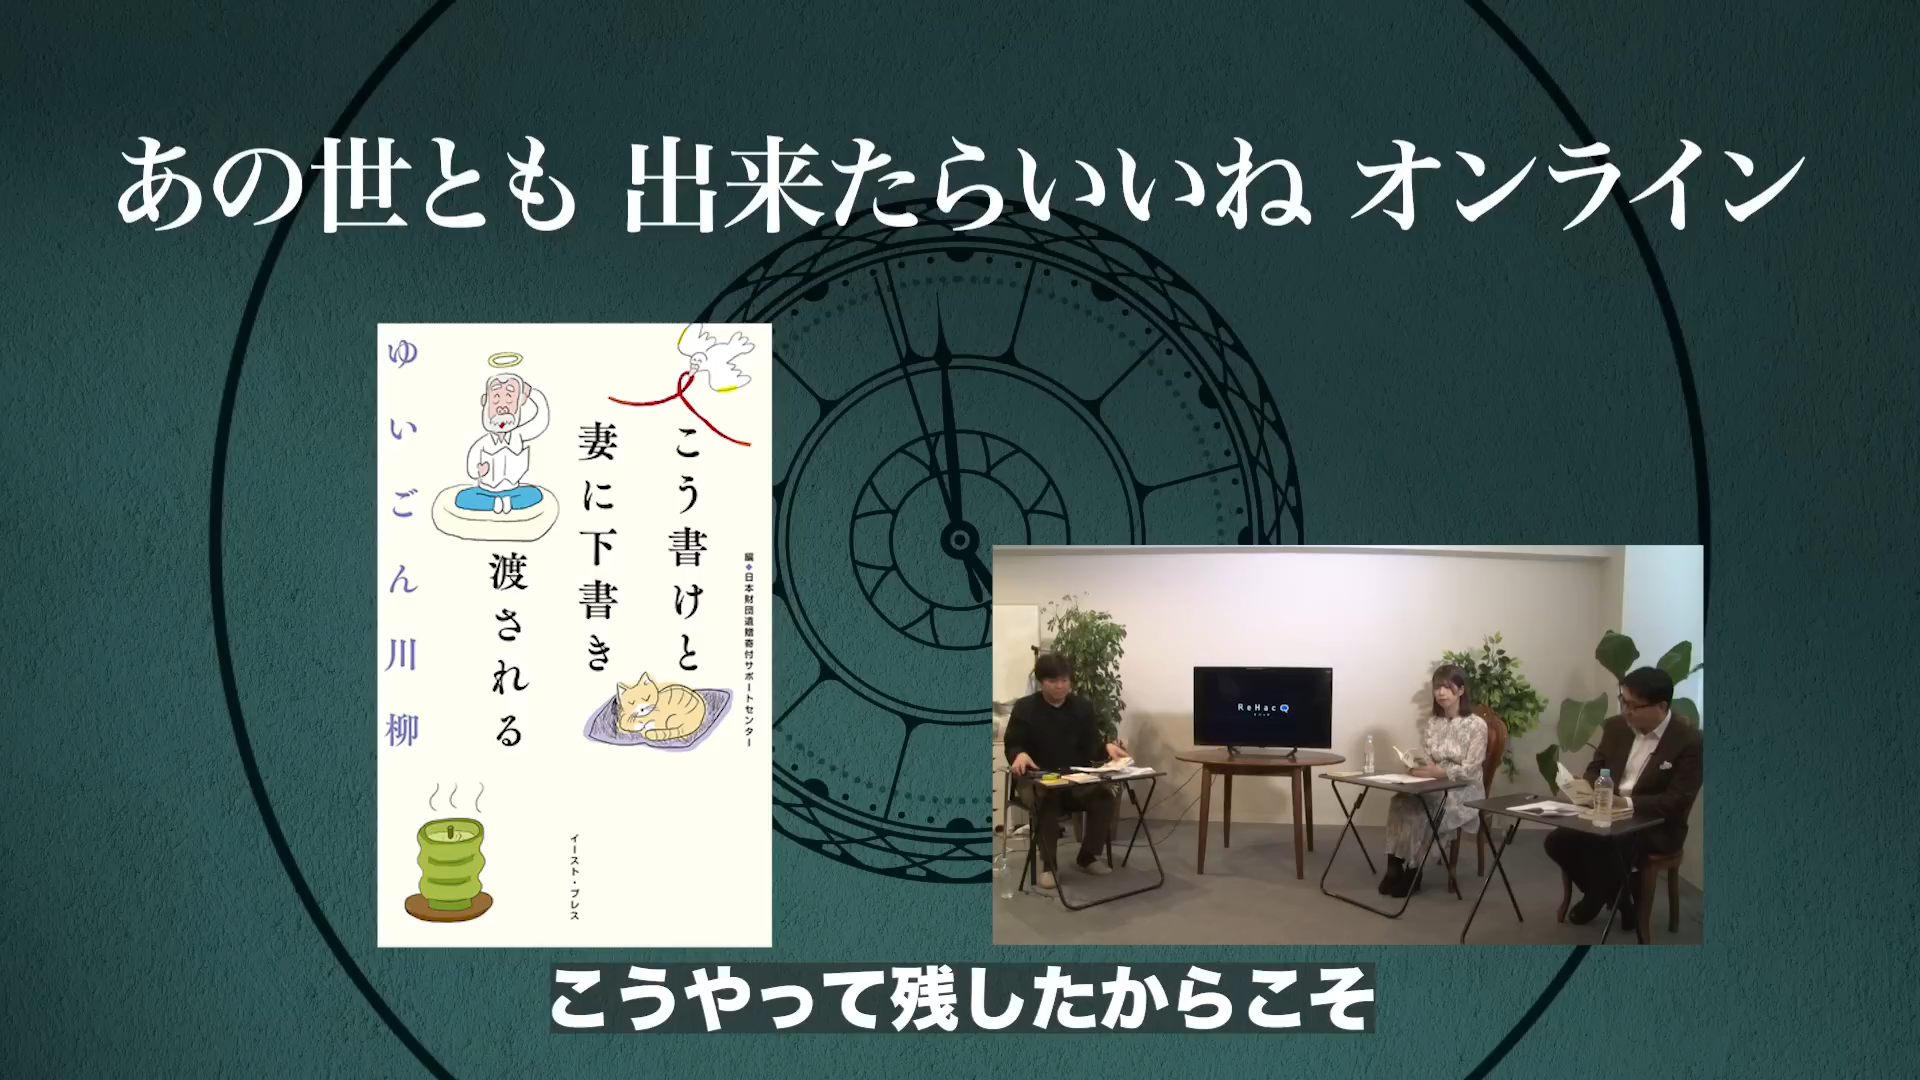 あの世とも 出来たらいいね オンライン
ゆいごん川柳
こう書けと
妻に下書き
渡される
編◆日本財団遺贈寄付サポートセンター
イースト・プレス
ReHacQ
こうやって残したからこそ